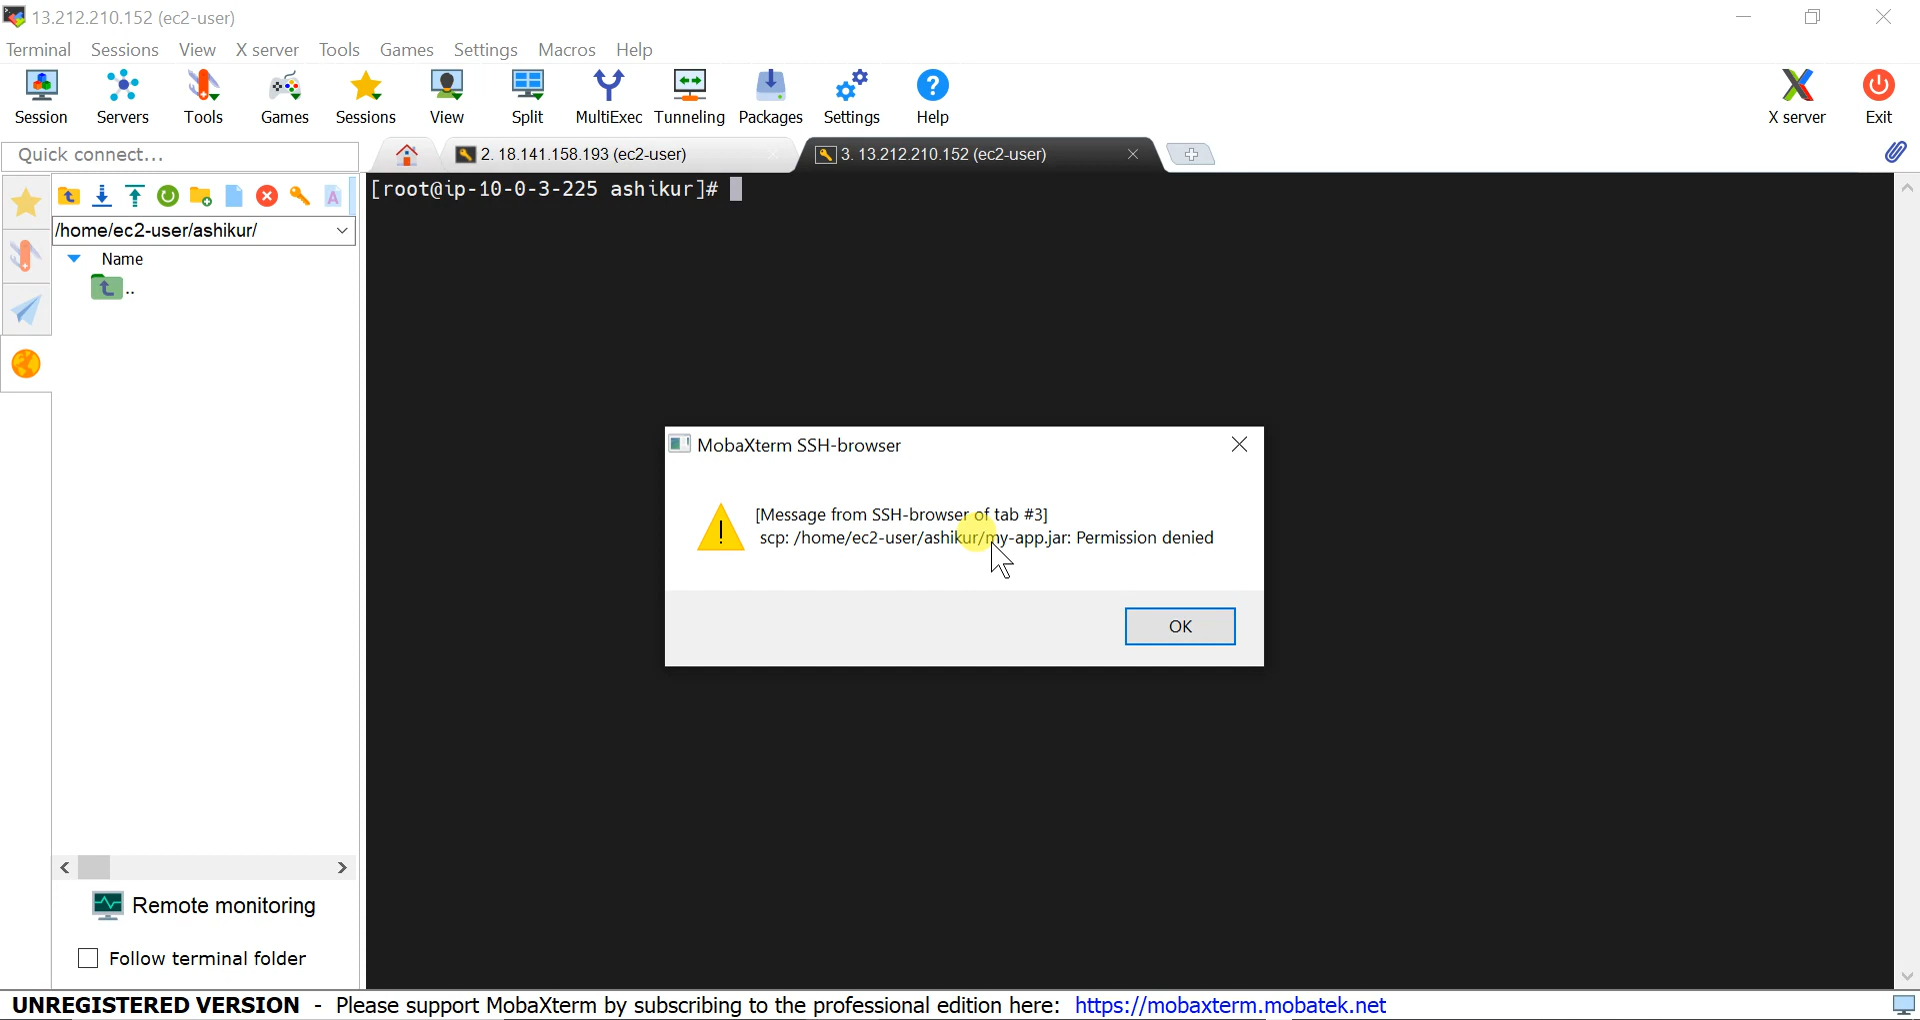 13.212.210.152 (ec2-user)
Terminal Sessions View X server Tools Games Settings Macros Help
Session Servers Tools Games Sessions View Split MultiExec Tunneling Packages Settings Help X server Exit
Quick connect...
2. 18.141.158.193 (ec2-user)
3. 13.212.210.152 (ec2-user)
[root@ip-10-0-3-225 ashikur]#
/home/ec2-user/ashikur/
Name
..
MobaXterm SSH-browser
[Message from SSH-browser of tab #3]
scp: /home/ec2-user/ashikur/my-app.jar: Permission denied
OK
Remote monitoring
Follow terminal folder
UNREGISTERED VERSION - Please support MobaXterm by subscribing to the professional edition here: https://mobaxterm.mobatek.net